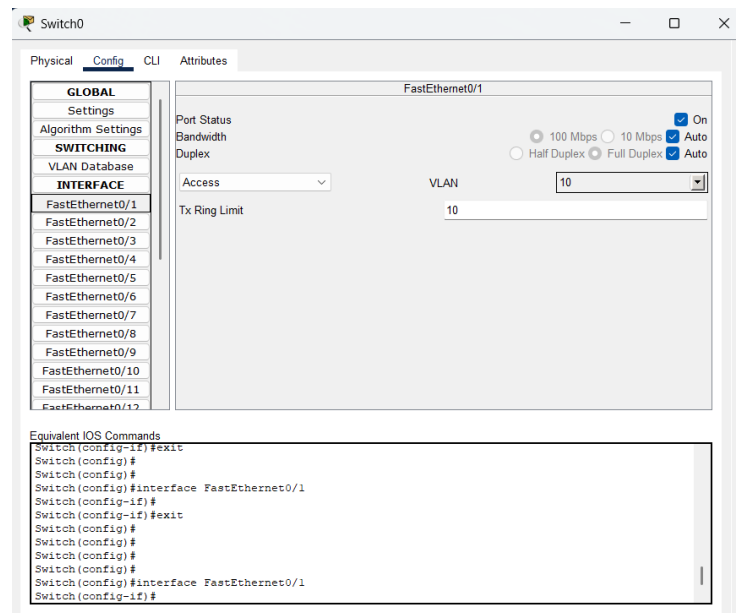 Switch0
Physical Config CLI Attributes
GLOBAL
Settings
Algorithm Settings
SWITCHING
VLAN Database
INTERFACE
FastEthernet0/1
FastEthernet0/2
FastEthernet0/3
FastEthernet0/4
FastEthernet0/5
FastEthernet0/6
FastEthernet0/7
FastEthernet0/8
FastEthernet0/9
FastEthernet0/10
FastEthernet0/11
FastEthernet0/12
FastEthernet0/1
Port Status On
Bandwidth 100 Mbps 10 Mbps Auto
Duplex Half Duplex Full Duplex Auto
Access VLAN 10
Tx Ring Limit 10
Equivalent IOS Commands
Switch(config-if)#exit
Switch(config)#
Switch(config)#
Switch(config)#interface FastEthernet0/1
Switch(config-if)#
Switch(config-if)#exit
Switch(config)#
Switch(config)#
Switch(config)#
Switch(config)#
Switch(config)#interface FastEthernet0/1
Switch(config-if)#